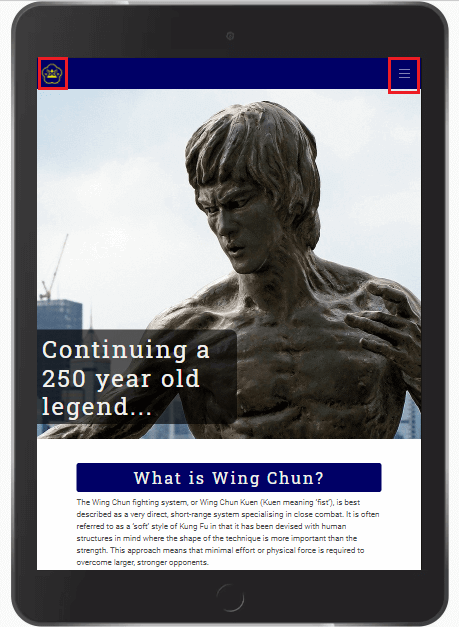 Continuing a
250 year old
legend...
What is Wing Chun?
The Wing Chun fighting system, or Wing Chun Kuen (Kuen meaning 'fist'), is best
described as a very direct, short-range system specialising in close combat. It is often
referred to as a 'soft' style of Kung Fu in that it has been devised with human
structures in mind where the shape of the technique is more important than the
strength. This approach means that minimal effort or physical force is required to
overcome larger, stronger opponents.